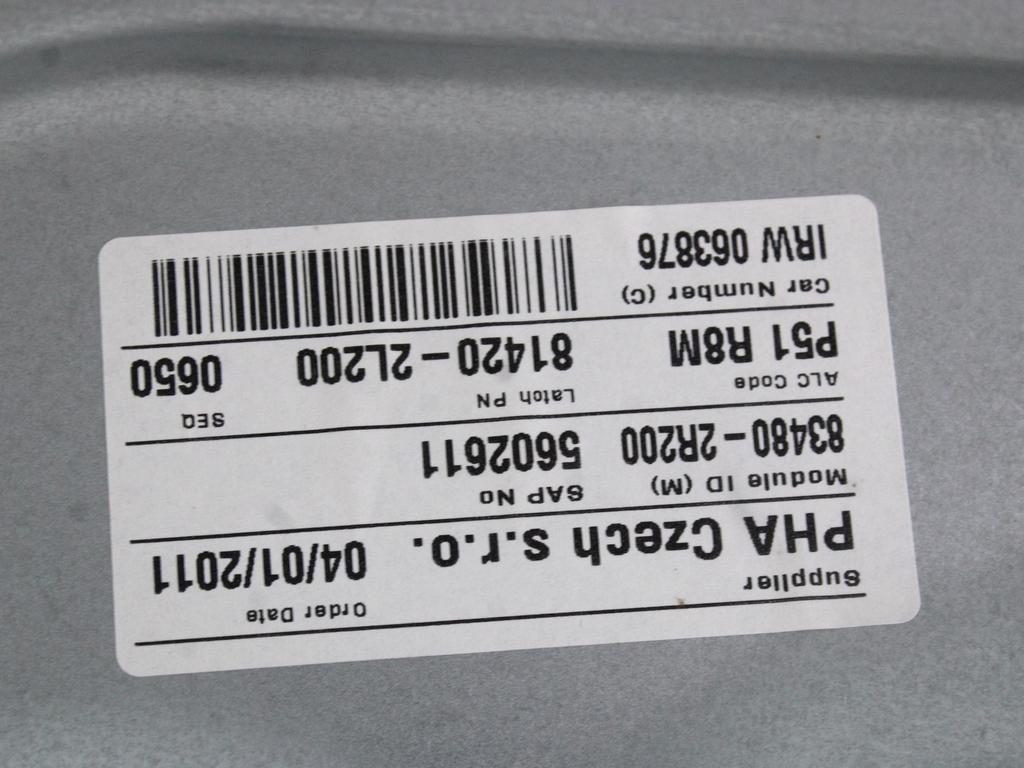 Supplier Order Date
PHA Czech s.r.o. 04/01/2011
Module ID (M) SAP No
83480-2R200 5602611
ALC Code Latch PN SEQ
P51 R8M 81420-2L200 0650
Car Number (C)
IRW 063876